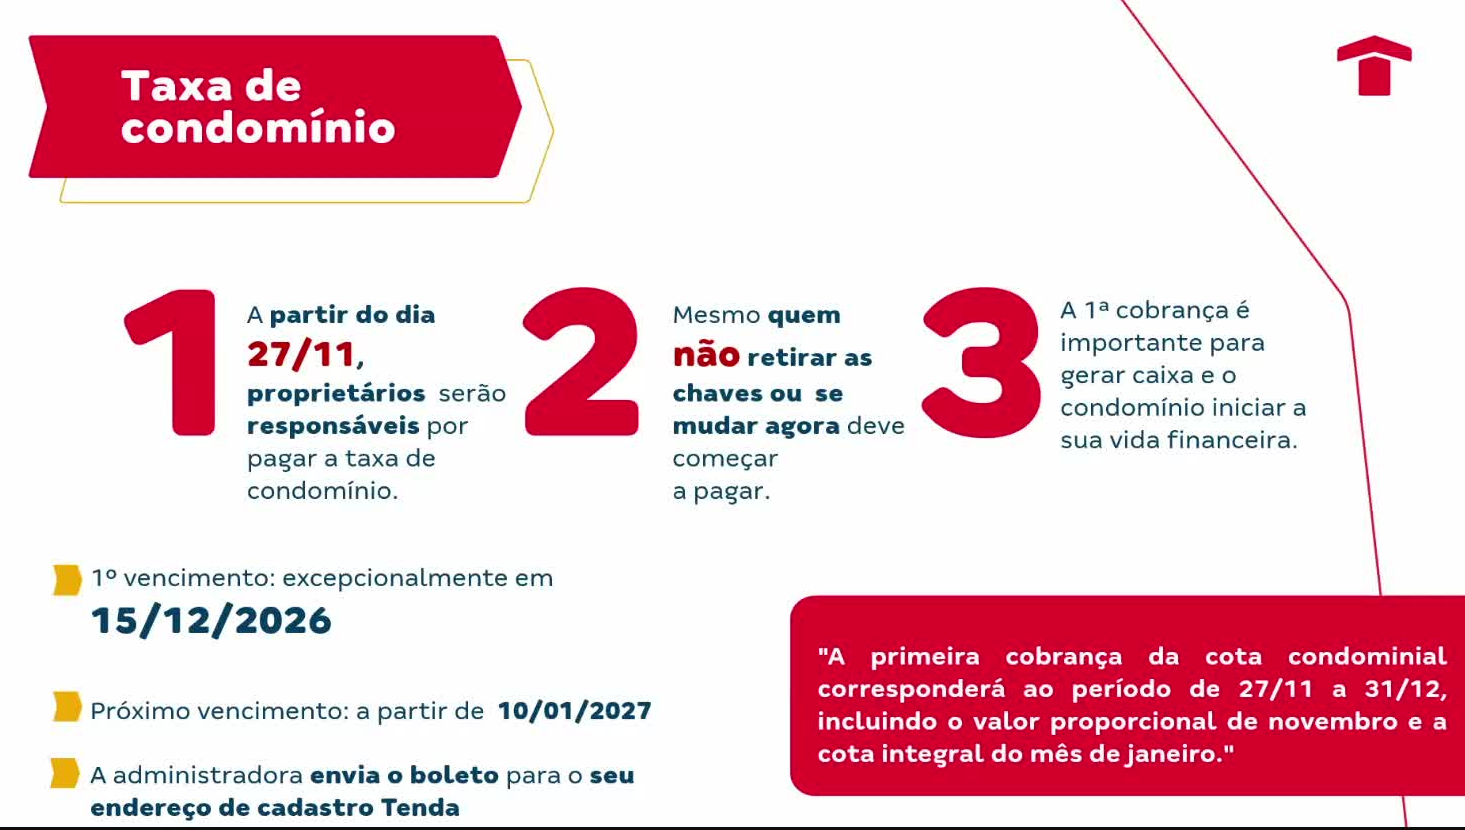 Taxa de
condomínio
1
A partir do dia
27/11,
proprietários serão
responsáveis por
pagar a taxa de
condomínio.
2
Mesmo quem
não retirar as
chaves ou se
mudar agora deve
começar
a pagar.
3
A 1ª cobrança é
importante para
gerar caixa e o
condomínio iniciar a
sua vida financeira.
1º vencimento: excepcionalmente em
15/12/2026
Próximo vencimento: a partir de 10/01/2027
A administradora envia o boleto para o seu
endereço de cadastro Tenda
"A primeira cobrança da cota condominial
corresponderá ao período de 27/11 a 31/12,
incluindo o valor proporcional de novembro e a
cota integral do mês de janeiro."